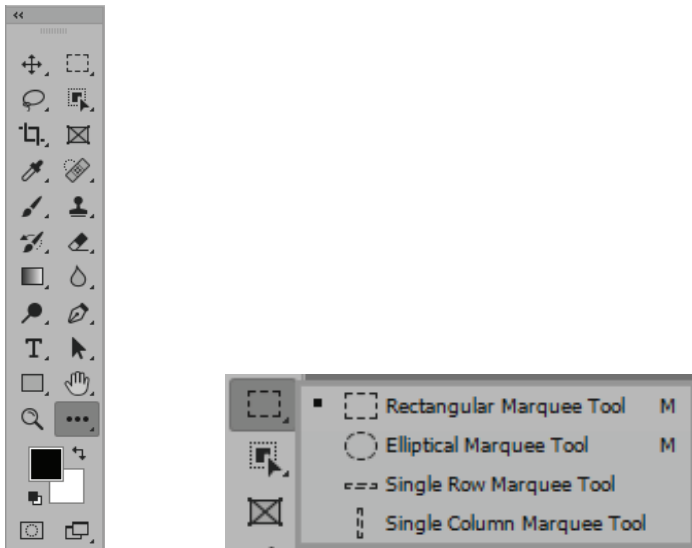 Rectangular Marquee Tool M
Elliptical Marquee Tool M
Single Row Marquee Tool
Single Column Marquee Tool